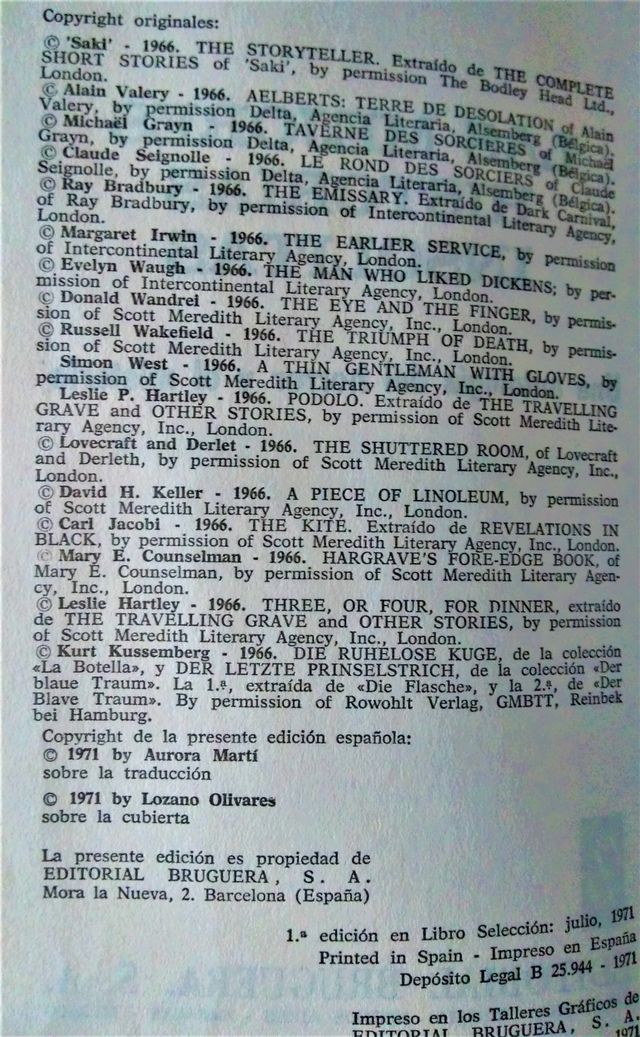 Copyright originales:
© 'Saki' - 1966. THE STORYTELLER. Extraído de THE COMPLETE
SHORT STORIES of 'Saki', by permission The Bodley Head Ltd.,
London.
© Alain Valery - 1966. AELBERTS: TERRE DE DESOLATION of Alain
Valery, by permission Delta, Agencia Literaria, Alsemberg (Bélgica).
© Michaël Grayn - 1966. TAVERNE DES SORCIERES of Michaël
Grayn, by permission Delta, Agencia Literaria, Alsemberg (Bélgica).
© Claude Seignolle - 1966. LE ROND DES SORCIERS of Claude
Seignolle, by permission Delta, Agencia Literaria, Alsemberg (Bélgica).
© Ray Bradbury - 1966. THE EMISSARY. Extraído de Dark Carnival,
of Ray Bradbury, by permission of Intercontinental Literary Agency,
London.
© Margaret Irwin - 1966. THE EARLIER SERVICE, by permission
of Intercontinental Literary Agency, London.
© Evelyn Waugh - 1966. THE MAN WHO LIKED DICKENS; by per-
mission of Intercontinental Literary Agency, London.
© Donald Wandrei - 1966. THE EYE AND THE FINGER, by permis-
sion of Scott Meredith Literary Agency, Inc., London.
© Russell Wakefield - 1966. THE TRIUMPH OF DEATH, by permis-
sion of Scott Meredith Literary Agency, Inc., London.
Simon West - 1966. A THIN GENTLEMAN WITH GLOVES, by
permission of Scott Meredith Literary Agency, Inc., London.
Leslie P. Hartley - 1966. PODOLO. Extraído de THE TRAVELLING
GRAVE and OTHER STORIES, by permission of Scott Meredith Lite-
rary Agency, Inc., London.
© Lovecraft and Derlet - 1966. THE SHUTTERED ROOM, of Lovecraft
and Derleth, by permission of Scott Meredith Literary Agency, Inc.,
London.
© David H. Keller - 1966. A PIECE OF LINOLEUM, by permission
of Scott Meredith Literary Agency, Inc., London.
© Carl Jacobi - 1966. THE KITE. Extraído de REVELATIONS IN
BLACK, by permission of Scott Meredith Literary Agency, Inc., London.
© Mary E. Counselman - 1966. HARGRAVE'S FORE-EDGE BOOK, of
Mary E. Counselman, by permission of Scott Meredith Literary Agen-
cy, Inc., London.
© Leslie Hartley - 1966. THREE, OR FOUR, FOR DINNER, extraído
de THE TRAVELLING GRAVE and OTHER STORIES, by permission
of Scott Meredith Literary Agency, Inc., London.
© Kurt Kussemberg - 1966. DIE RUHELOSE KUGE, de la colección
«La Botella», y DER LETZTE PRINSELSTRICH, de la colección «Der
blaue Traum». La 1.ª, extraída de «Die Flasche», y la 2.ª, de «Der
Blave Traum». By permission of Rowohlt Verlag, GMBTT, Reinbek
bei Hamburg.
Copyright de la presente edición española:
© 1971 by Aurora Martí
sobre la traducción
© 1971 by Lozano Olivares
sobre la cubierta
La presente edición es propiedad de
EDITORIAL BRUGUERA, S. A.
Mora la Nueva, 2. Barcelona (España)
1.ª edición en Libro Selección: julio, 1971
Printed in Spain - Impreso en España
Depósito Legal B 25.944 - 1971
Impreso en los Talleres Gráficos de
EDITORIAL BRUGUERA, S. A.
1971